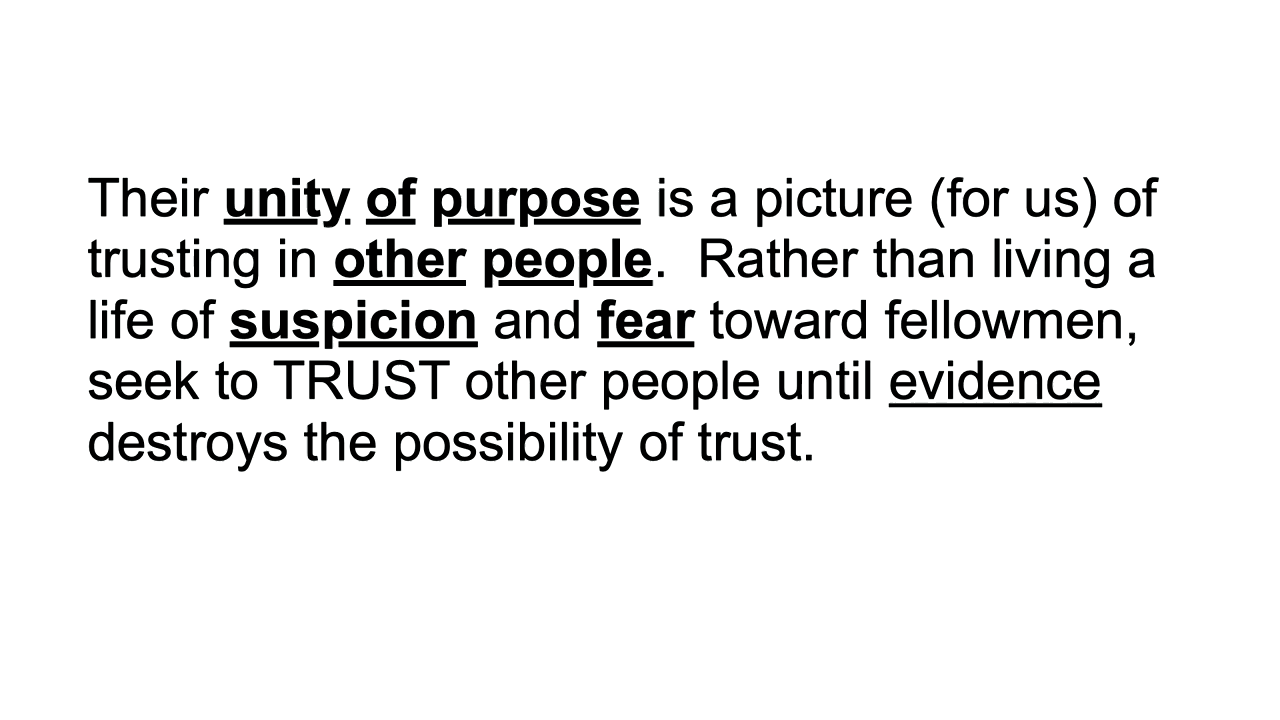 Their unity of purpose is a picture (for us) of
trusting in other people.  Rather than living a
life of suspicion and fear toward fellowmen,
seek to TRUST other people until evidence
destroys the possibility of trust.